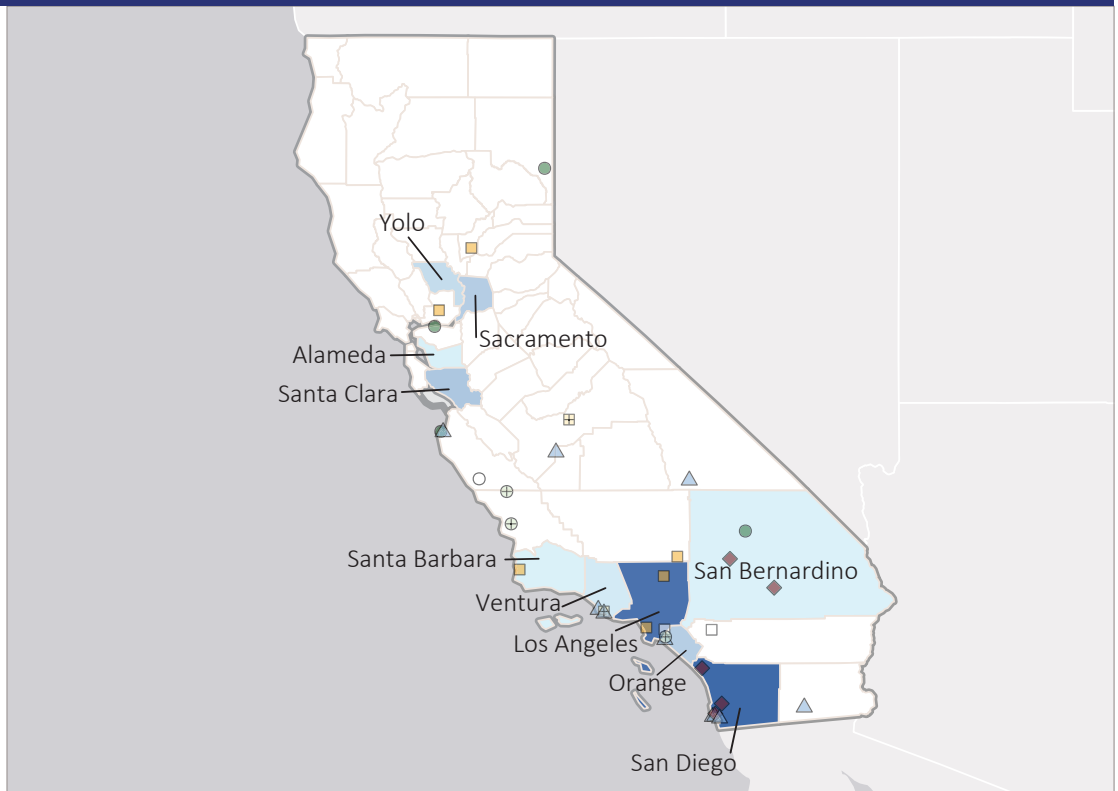 Yolo
Sacramento
Alameda
Santa Clara
Santa Barbara
San Bernardino
Ventura
Los Angeles
Orange
San Diego